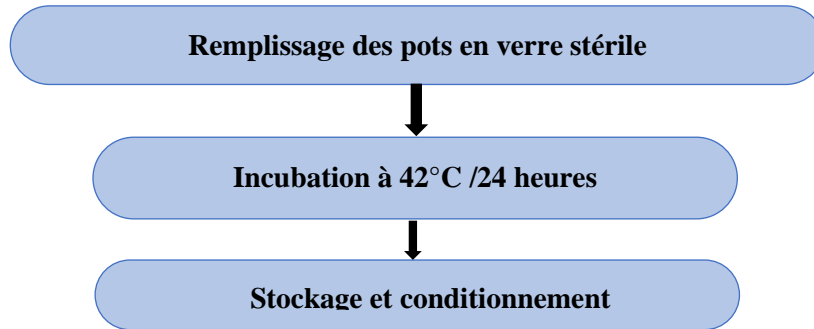 Remplissage des pots en verre stérile
Incubation à 42°C /24 heures
Stockage et conditionnement